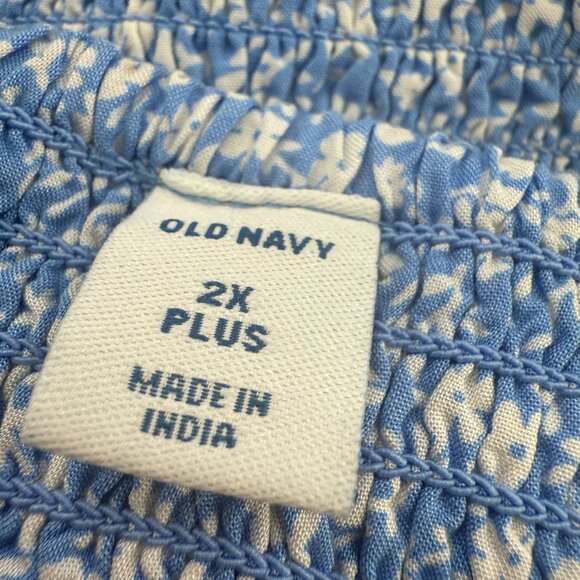 OLD NAVY
2X
PLUS
MADE IN
INDIA